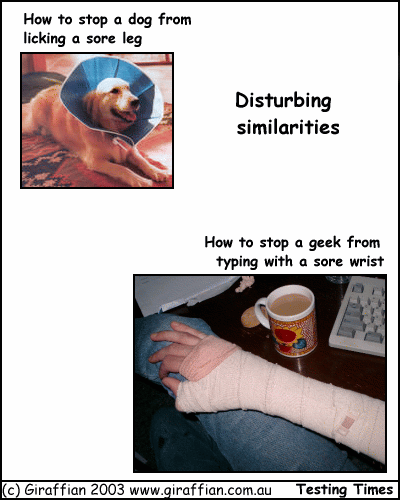 How to stop a dog from
licking a sore leg
Disturbing
similarities
How to stop a geek from
typing with a sore wrist
(c) Giraffian 2003 www.giraffian.com.au Testing Times